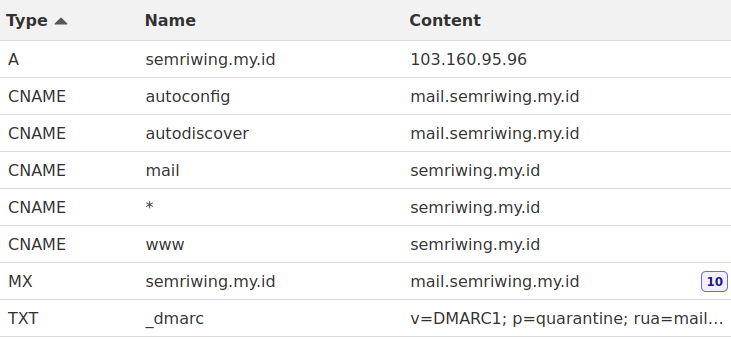 Type Name Content
A semriwing.my.id 103.160.95.96
CNAME autoconfig mail.semriwing.my.id
CNAME autodiscover mail.semriwing.my.id
CNAME mail semriwing.my.id
CNAME * semriwing.my.id
CNAME www semriwing.my.id
MX semriwing.my.id mail.semriwing.my.id 10
TXT _dmarc v=DMARC1; p=quarantine; rua=mail...